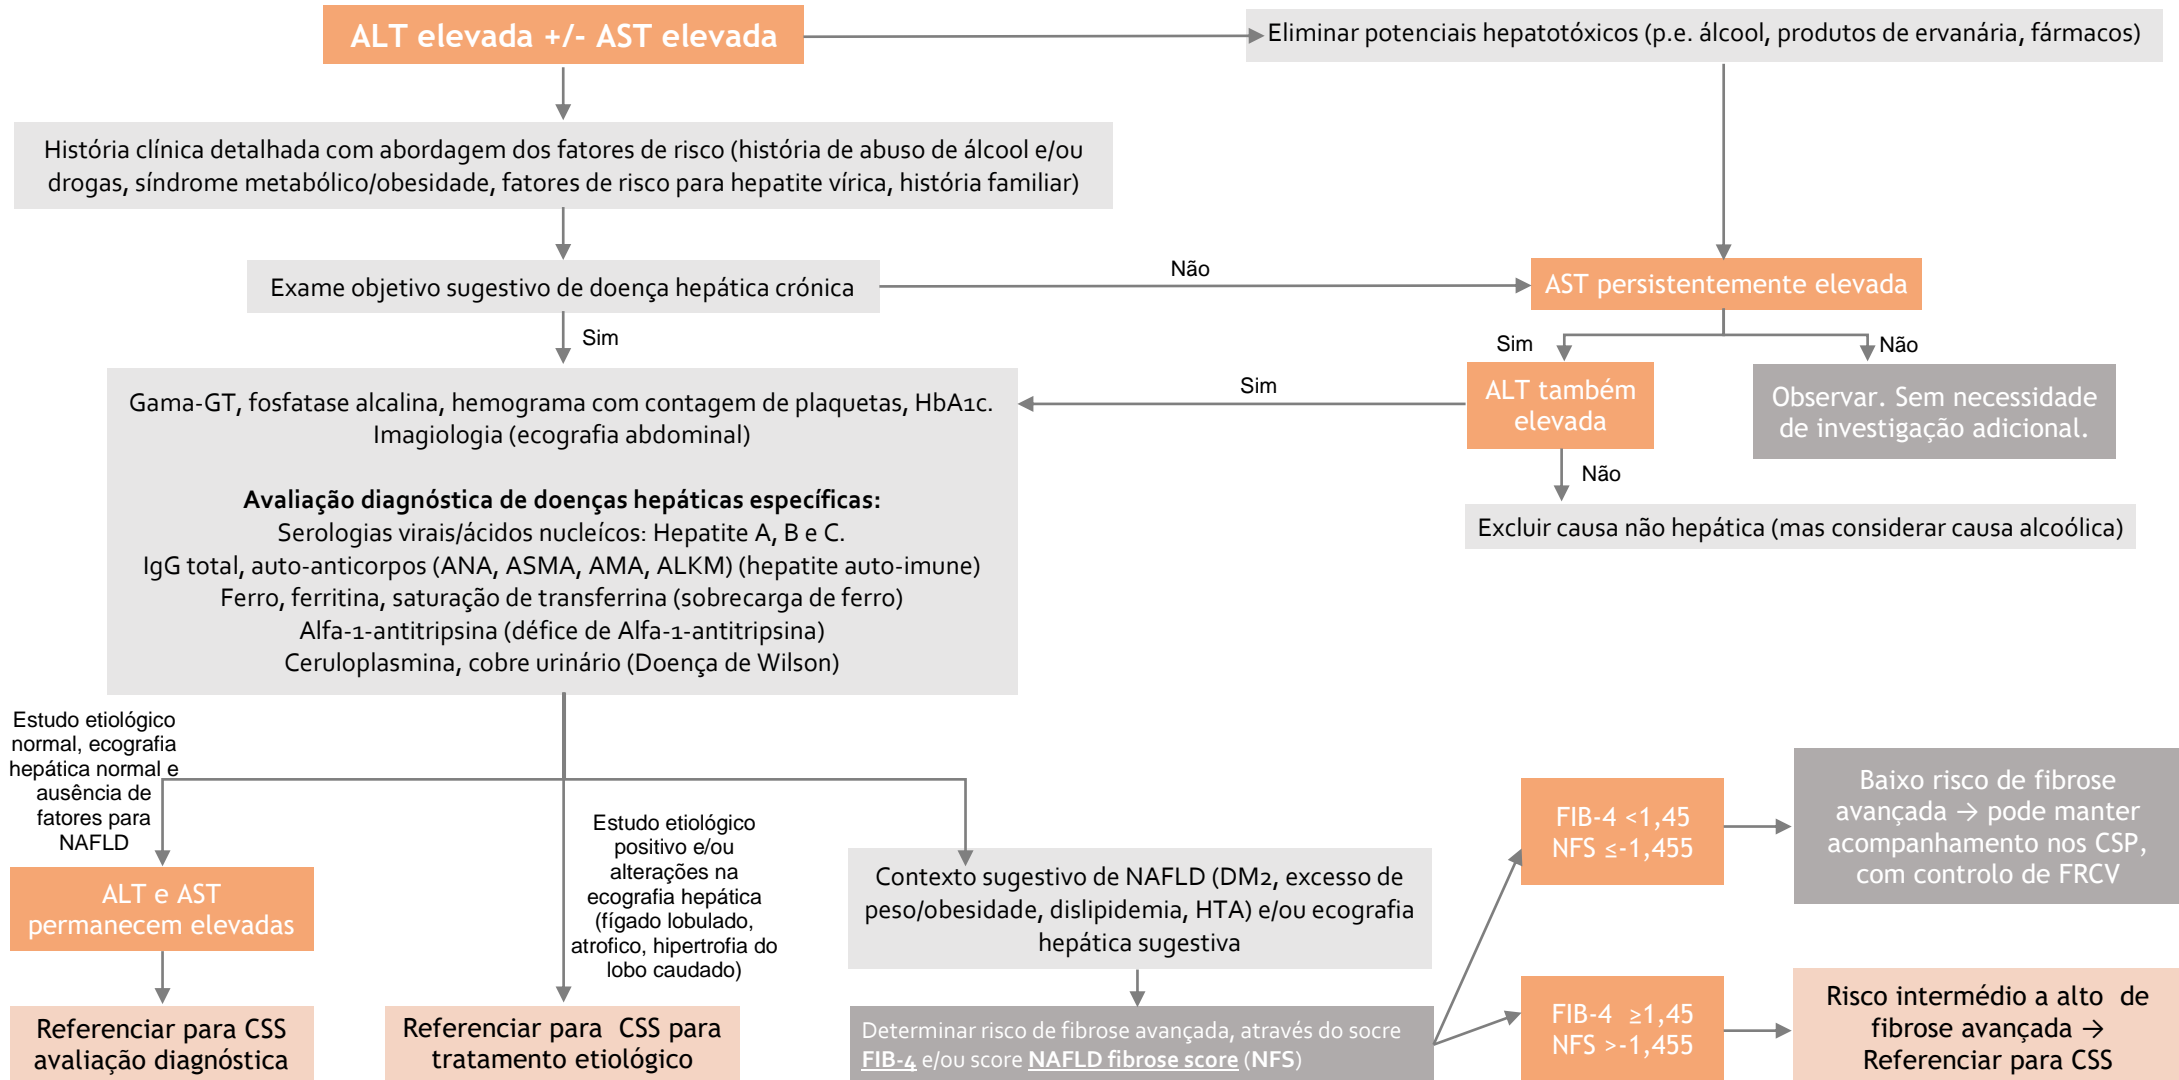 ALT elevada +/- AST elevada
Eliminar potenciais hepatotóxicos (p.e. álcool, produtos de ervanária, fármacos)
História clínica detalhada com abordagem dos fatores de risco (história de abuso de álcool e/ou
drogas, síndrome metabólico/obesidade, fatores de risco para hepatite vírica, história familiar)
Exame objetivo sugestivo de doença hepática crónica
Não
AST persistentemente elevada
Sim
Sim
Não
ALT também
elevada
Observar. Sem necessidade
de investigação adicional.
Sim
Não
Excluir causa não hepática (mas considerar causa alcoólica)
Gama-GT, fosfatase alcalina, hemograma com contagem de plaquetas, HbA1c.
Imagiologia (ecografia abdominal)
Avaliação diagnóstica de doenças hepáticas específicas:
Serologias virais/ácidos nucleícos: Hepatite A, B e C.
IgG total, auto-anticorpos (ANA, ASMA, AMA, ALKM) (hepatite auto-imune)
Ferro, ferritina, saturação de transferrina (sobrecarga de ferro)
Alfa-1-antitripsina (défice de Alfa-1-antitripsina)
Ceruloplasmina, cobre urinário (Doença de Wilson)
Estudo etiológico
normal, ecografia
hepática normal e
ausência de
fatores para
NAFLD
ALT e AST
permanecem elevadas
Referenciar para CSS
avaliação diagnóstica
Estudo etiológico
positivo e/ou
alterações na
ecografia hepática
(fígado lobulado,
atrofico, hipertrofia do
lobo caudado)
Referenciar para CSS para
tratamento etiológico
Contexto sugestivo de NAFLD (DM2, excesso de
peso/obesidade, dislipidemia, HTA) e/ou ecografia
hepática sugestiva
Determinar risco de fibrose avançada, através do socre
FIB-4 e/ou score NAFLD fibrose score (NFS)
FIB-4 <1,45
NFS ≤-1,455
Baixo risco de fibrose
avançada → pode manter
acompanhamento nos CSP,
com controlo de FRCV
FIB-4 ≥1,45
NFS >-1,455
Risco intermédio a alto de
fibrose avançada →
Referenciar para CSS